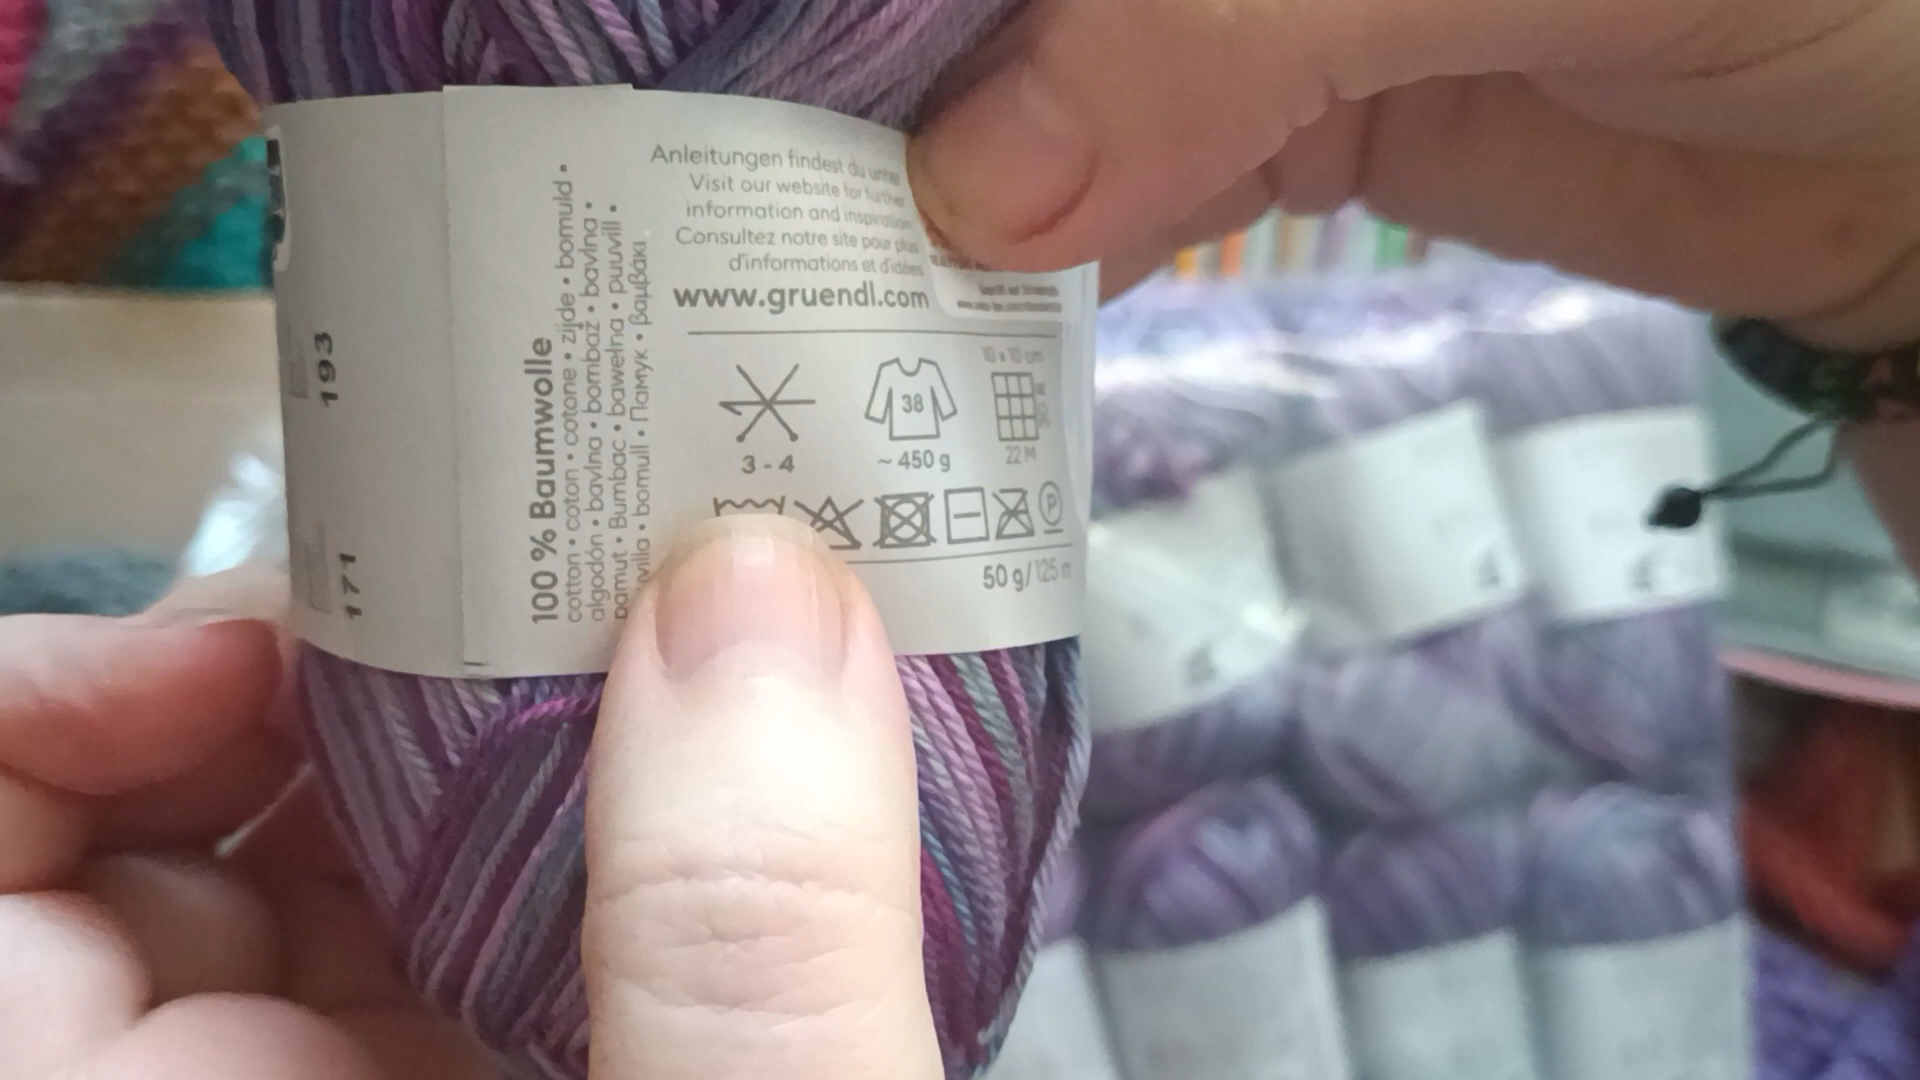 193
171
100 % Baumwolle
cotton • coton • cotone • zijde • bomuld •
algodón • bavlna • bombaž • bavlna •
pamut • Bumbac • bawełna • puuvill •
villa • bomull • Памук • βαμβάκι
Anleitungen findest du unter
Visit our website for further
information and inspiration
Consultez notre site pour plus
d'informations et d'idées
www.gruendl.com
3 - 4
38
~ 450 g
10 x 10 cm
22 M
P
50 g/125 m